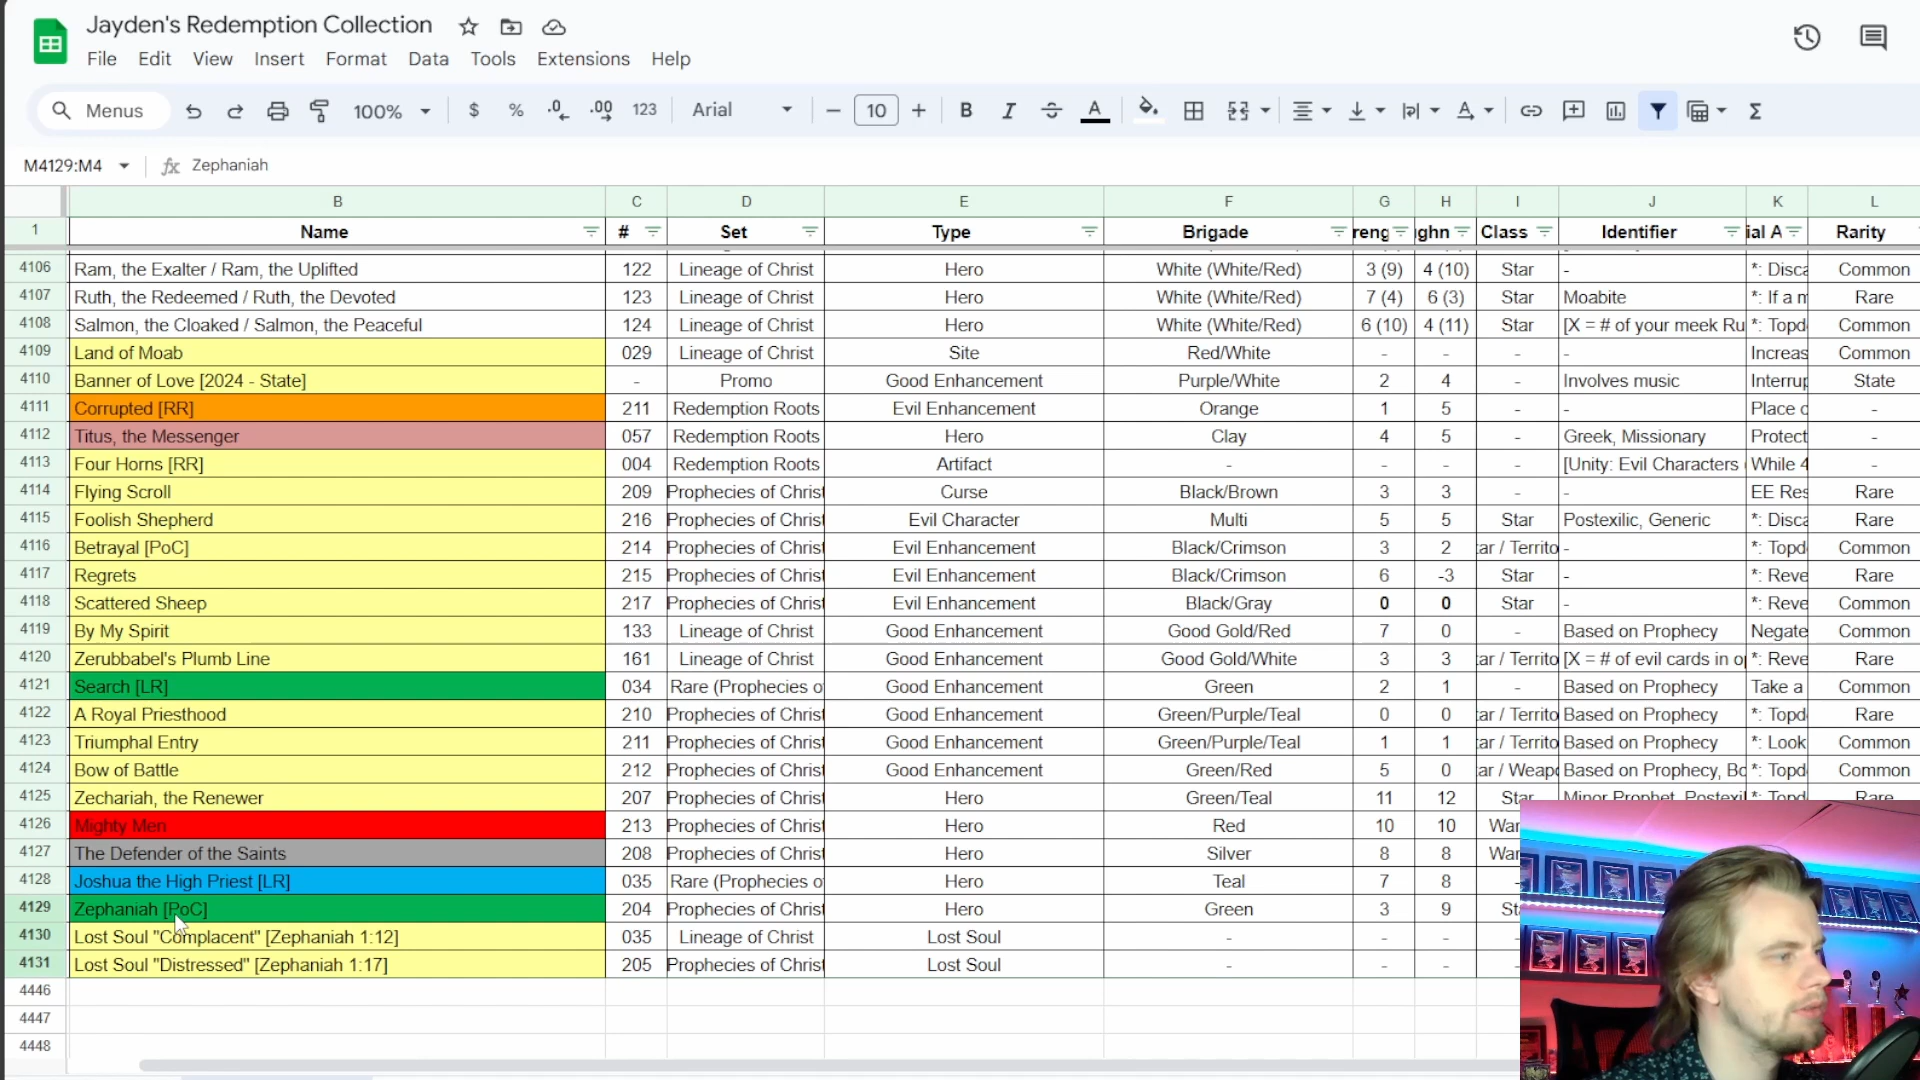 Jayden's Redemption Collection
File Edit View Insert Format Data Tools Extensions Help
Menus 100% $ % .0 .00 123 Arial 10 B I A A Σ
M4129:M4 fx Zephaniah
B C D E F G H I J K L
1 Name # Set Type Brigade reng ghn Class Identifier ial A Rarity
4106 Ram, the Exalter / Ram, the Uplifted 122 Lineage of Christ Hero White (White/Red) 3 (9) 4 (10) Star - *: Disca Common
4107 Ruth, the Redeemed / Ruth, the Devoted 123 Lineage of Christ Hero White (White/Red) 7 (4) 6 (3) Star Moabite *: If a m Rare
4108 Salmon, the Cloaked / Salmon, the Peaceful 124 Lineage of Christ Hero White (White/Red) 6 (10) 4 (11) Star [X = # of your meek Ru *: Topd Common
4109 Land of Moab 029 Lineage of Christ Site Red/White - - - - Increas Common
4110 Banner of Love [2024 - State] - Promo Good Enhancement Purple/White 2 4 - Involves music Interrup State
4111 Corrupted [RR] 211 Redemption Roots Evil Enhancement Orange 1 5 - - Place o -
4112 Titus, the Messenger 057 Redemption Roots Hero Clay 4 5 - Greek, Missionary Protect -
4113 Four Horns [RR] 004 Redemption Roots Artifact - - - - [Unity: Evil Characters While 4 -
4114 Flying Scroll 209 Prophecies of Christ Curse Black/Brown 3 3 - - EE Res Rare
4115 Foolish Shepherd 216 Prophecies of Christ Evil Character Multi 5 5 Star Postexilic, Generic *: Disca Rare
4116 Betrayal [PoC] 214 Prophecies of Christ Evil Enhancement Black/Crimson 3 2 tar / Territo - *: Topd Common
4117 Regrets 215 Prophecies of Christ Evil Enhancement Black/Crimson 6 -3 Star - *: Reve Rare
4118 Scattered Sheep 217 Prophecies of Christ Evil Enhancement Black/Gray 0 0 Star - *: Reve Common
4119 By My Spirit 133 Lineage of Christ Good Enhancement Good Gold/Red 7 0 - Based on Prophecy Negate Common
4120 Zerubbabel's Plumb Line 161 Lineage of Christ Good Enhancement Good Gold/White 3 3 tar / Territo [X = # of evil cards in o *: Reve Rare
4121 Search [LR] 034 Rare (Prophecies o Good Enhancement Green 2 1 - Based on Prophecy Take a Common
4122 A Royal Priesthood 210 Prophecies of Christ Good Enhancement Green/Purple/Teal 0 0 tar / Territo Based on Prophecy *: Topd Rare
4123 Triumphal Entry 211 Prophecies of Christ Good Enhancement Green/Purple/Teal 1 1 tar / Territo Based on Prophecy *: Look Common
4124 Bow of Battle 212 Prophecies of Christ Good Enhancement Green/Red 5 0 ar / Weapo Based on Prophecy, Bo *: Topd Common
4125 Zechariah, the Renewer 207 Prophecies of Christ Hero Green/Teal 11 12 Star Minor Prophet, Postexil *: Topd Rare
4126 Mighty Men 213 Prophecies of Christ Hero Red 10 10 War
4127 The Defender of the Saints 208 Prophecies of Christ Hero Silver 8 8 War
4128 Joshua the High Priest [LR] 035 Rare (Prophecies o Hero Teal 7 8 -
4129 Zephaniah [PoC] 204 Prophecies of Christ Hero Green 3 9 St
4130 Lost Soul "Complacent" [Zephaniah 1:12] 035 Lineage of Christ Lost Soul - - - -
4131 Lost Soul "Distressed" [Zephaniah 1:17] 205 Prophecies of Christ Lost Soul - - - -
4446
4447
4448